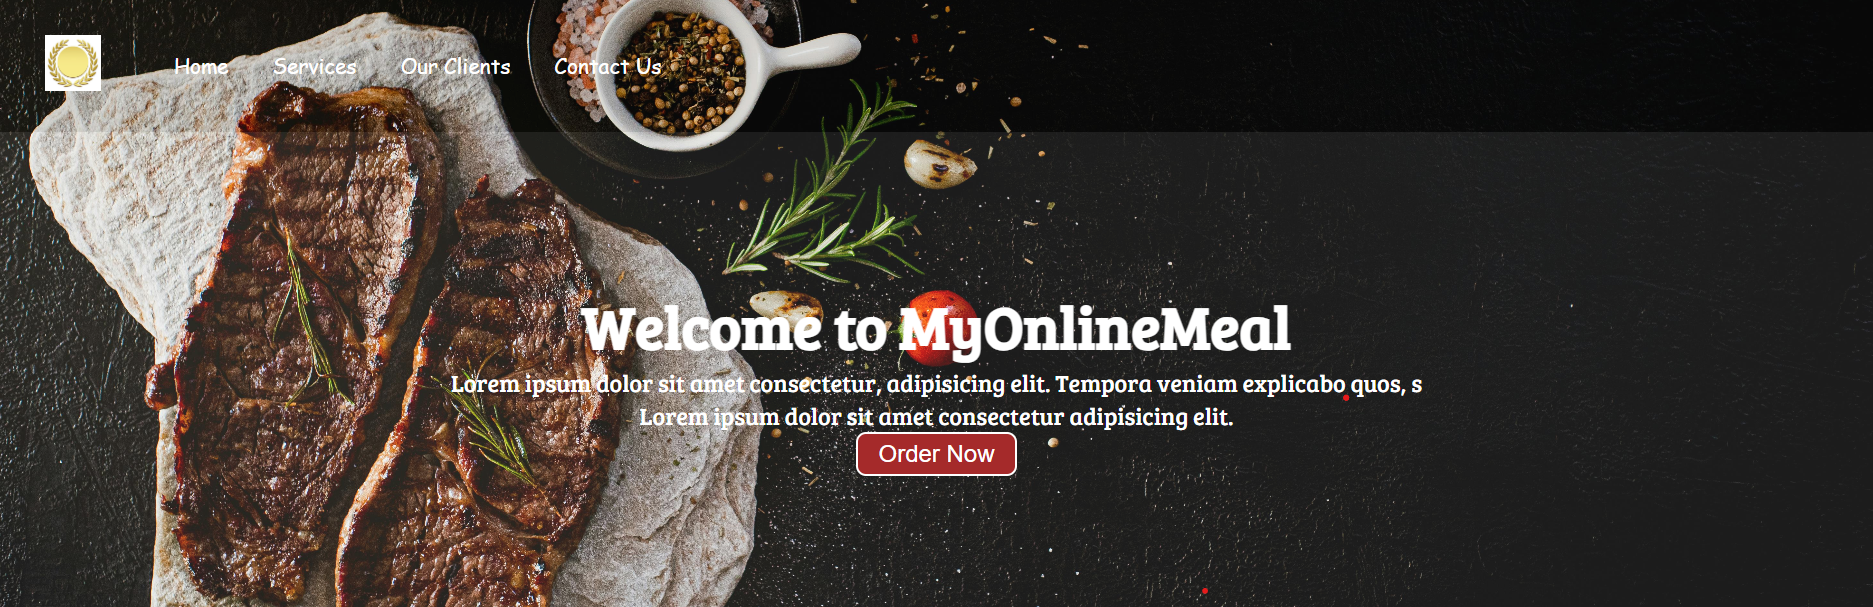 Home Services Our Clients Contact Us
Welcome to MyOnlineMeal
Lorem ipsum dolor sit amet consectetur, adipisicing elit. Tempora veniam explicabo quos, s
Lorem ipsum dolor sit amet consectetur adipisicing elit.
Order Now